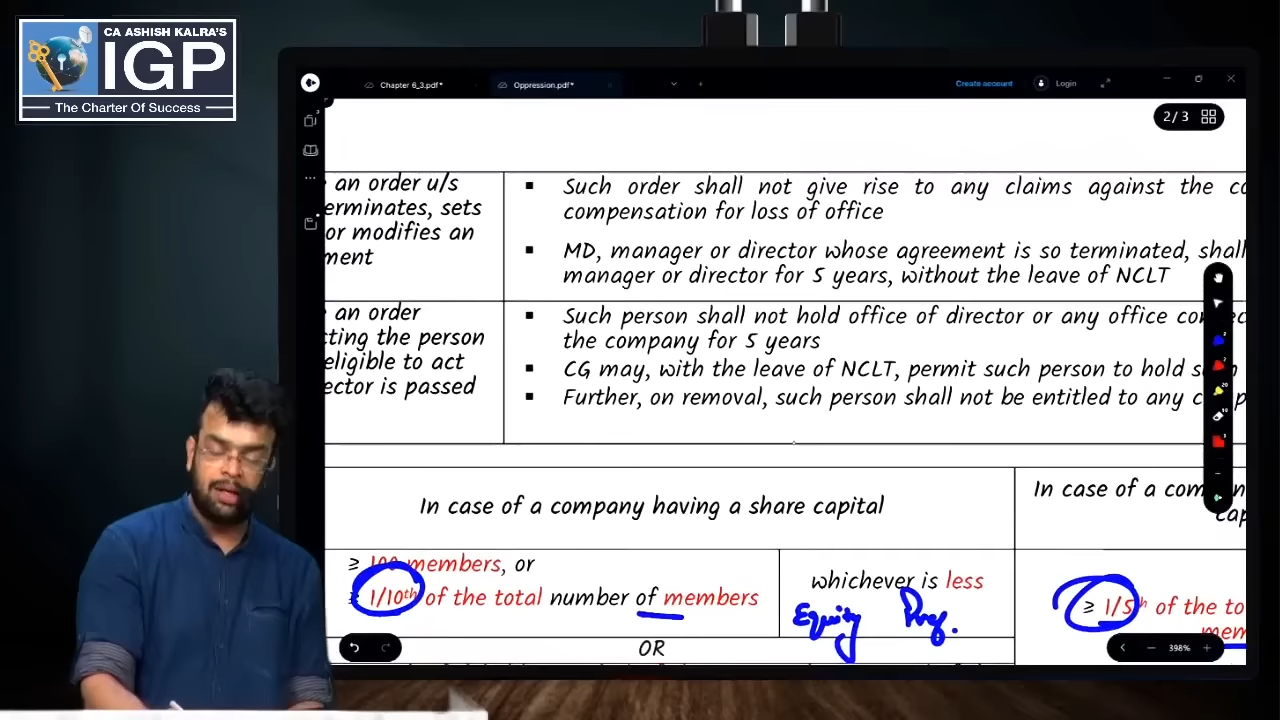 CA ASHISH KALRA'S
IGP
The Charter Of Success
Chapter 6_3.pdf*
Oppression.pdf*
Create account
Login
2 / 3
an order u/s
erminates, sets
or modifies an
ment
▪ Such order shall not give rise to any claims against the co
compensation for loss of office
▪ MD, manager or director whose agreement is so terminated, shall
manager or director for 5 years, without the leave of NCLT
an order
cting the person
eligible to act
ector is passed
▪ Such person shall not hold office of director or any office
the company for 5 years
▪ CG may, with the leave of NCLT, permit such person to hold
▪ Further, on removal, such person shall not be entitled to any
In case of a company having a share capital
In case of a
cap
≥ 100 members, or
1/10th of the total number of members
whichever is less
Equity Pref.
≥ 1/5th of the to
mem
OR
398%